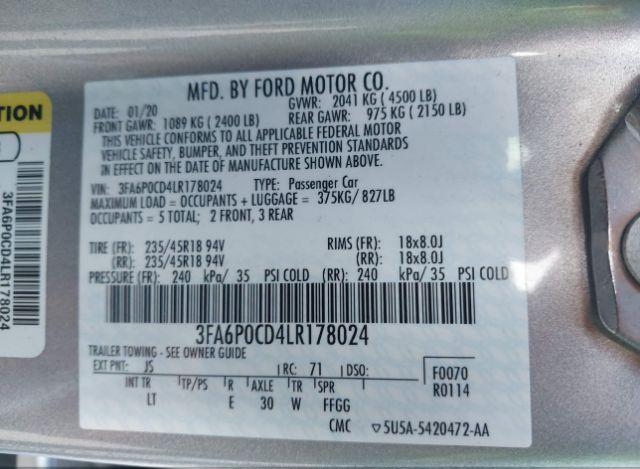 MFD. BY FORD MOTOR CO.
DATE: 01/20 GVWR: 2041 KG ( 4500 LB)
FRONT GAWR: 1089 KG ( 2400 LB) REAR GAWR: 975 KG ( 2150 LB)
THIS VEHICLE CONFORMS TO ALL APPLICABLE FEDERAL MOTOR
VEHICLE SAFETY, BUMPER, AND THEFT PREVENTION STANDARDS
IN EFFECT ON THE DATE OF MANUFACTURE SHOWN ABOVE.
VIN: 3FA6P0CD4LR178024 TYPE: Passenger Car
MAXIMUM LOAD = OCCUPANTS + LUGGAGE = 375KG/ 827LB
OCCUPANTS = 5 TOTAL; 2 FRONT, 3 REAR
TIRE (FR): 235/45R18 94V RIMS (FR): 18x8.0J
(RR): 235/45R18 94V (RR): 18x8.0J
PRESSURE (FR): 240 kPa/ 35 PSI COLD (RR): 240 kPa/ 35 PSI COLD
3FA6P0CD4LR178024
TRAILER TOWING - SEE OWNER GUIDE
EXT PNT: JS RC: 71 DSO: F0070
R0114
INT TR TP/PS R AXLE TR SPR
LT E 30 W FFGG
CMC ▽5U5A-5420472-AA
3FA6P0CD4LR178024